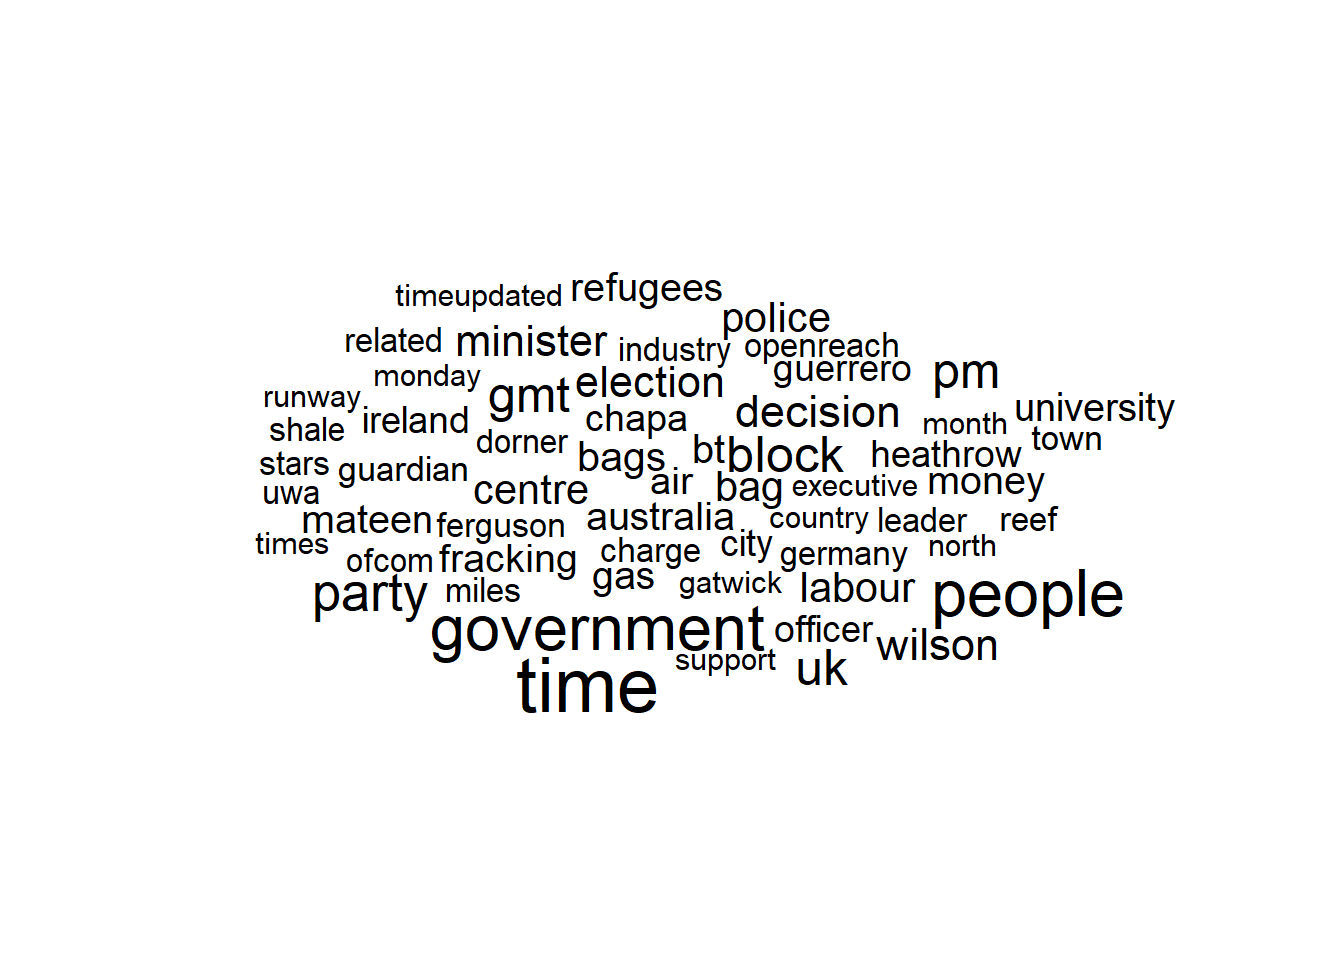 timeupdated refugees
police
related minister industry openreach
monday gmt election guerrero pm
runway ireland chapa decision month university
shale dorner bags bt block heathrow town
stars guardian centre air bag executive money
uwa mateen ferguson australia country leader reef
times ofcom fracking charge city germany north
party miles gas gatwick labour people
government officer wilson
time support uk